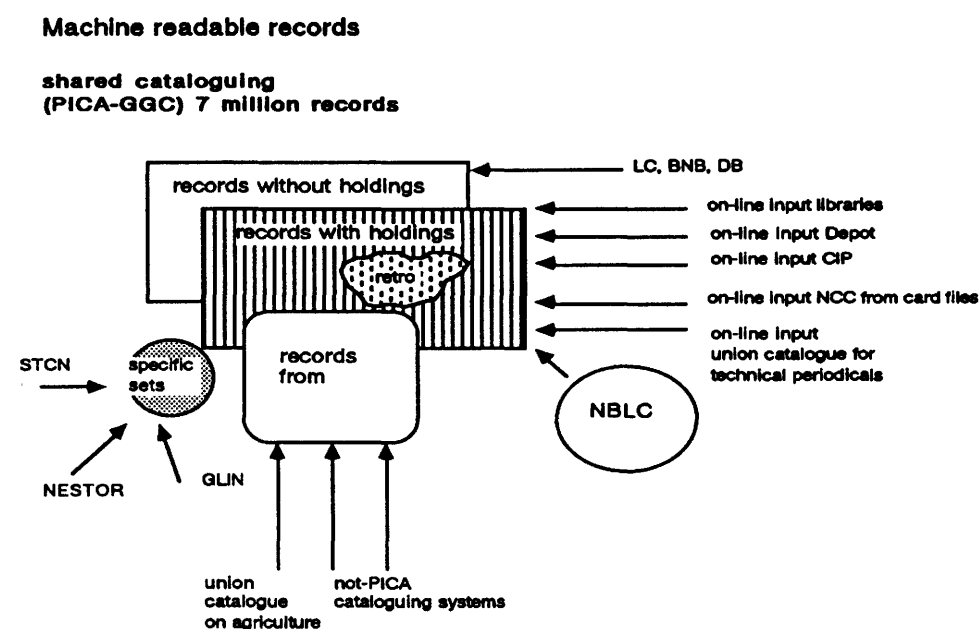 Machine readable records
shared cataloguing
(PICA-GGC) 7 million records
LC, BNB, DB
records without holdings
on-line input libraries
records with holdings
on-line input Depot
on-line input CIP
retro
on-line input NCC from card files
on-line input
union catalogue for
technical periodicals
records
from
STCN
specific
sets
NBLC
GLIN
NESTOR
union
catalogue
on agriculture
not-PICA
cataloguing systems